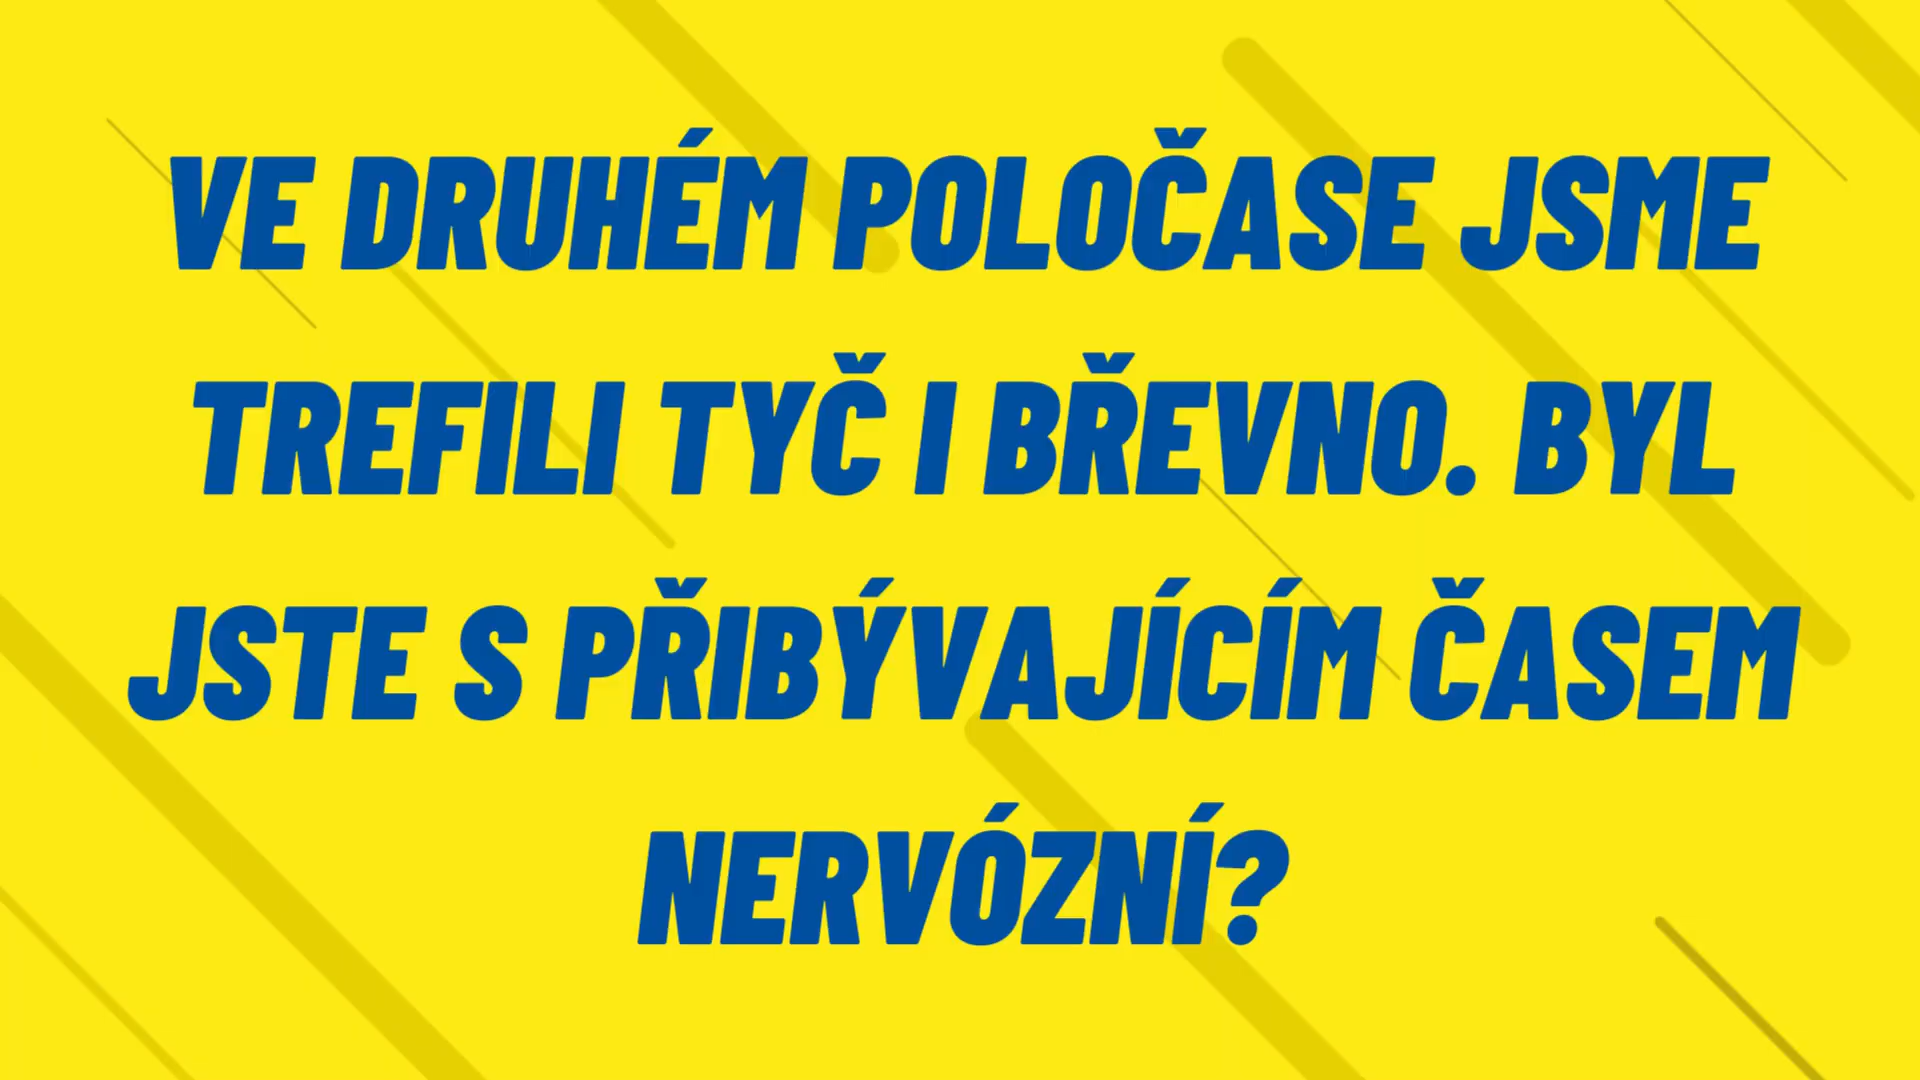 VE DRUHÉM POLOČASE JSME
TREFILI TYČ I BŘEVNO. BYL
JSTE S PŘIBÝVAJÍCÍM ČASEM
NERVÓZNÍ?